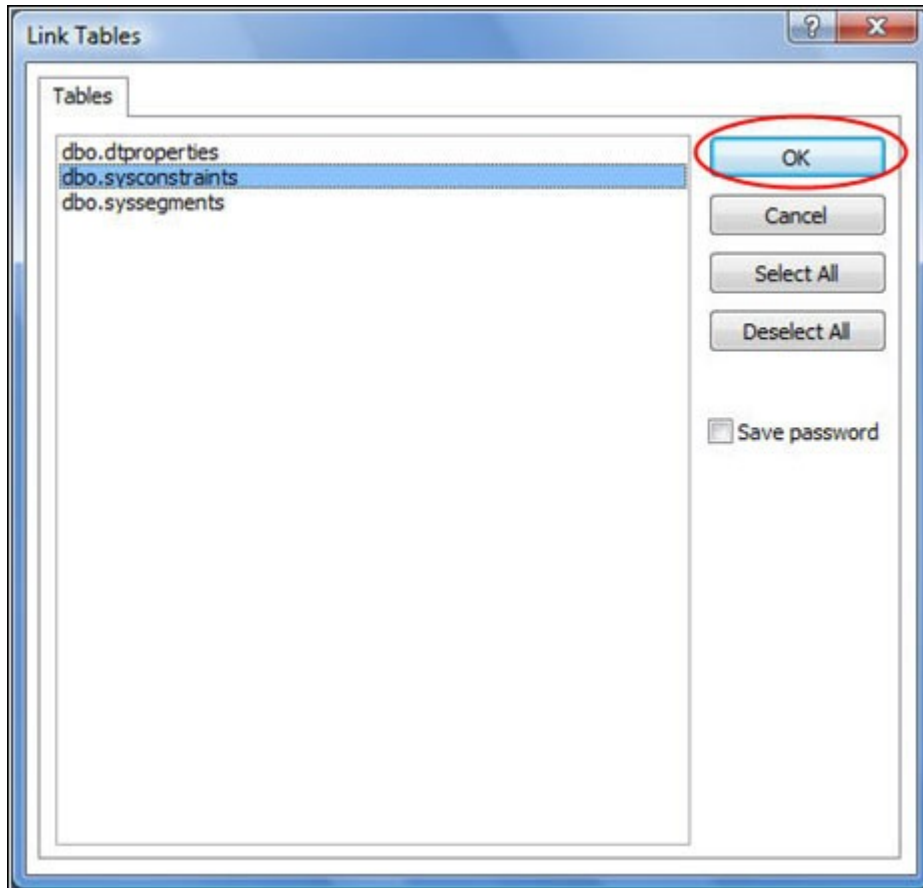 Link Tables
Tables
dbo.dtproperties
dbo.sysconstraints
dbo.syssegments
OK
Cancel
Select All
Deselect All
Save password